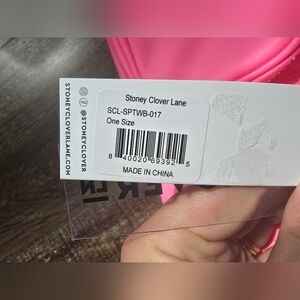 Stoney Clover Lane
SCL-SPTWB-017
One Size
8 40020 69392 5
MADE IN CHINA
@STONEYCLOVER
STONEYCLOVERLANE.COM